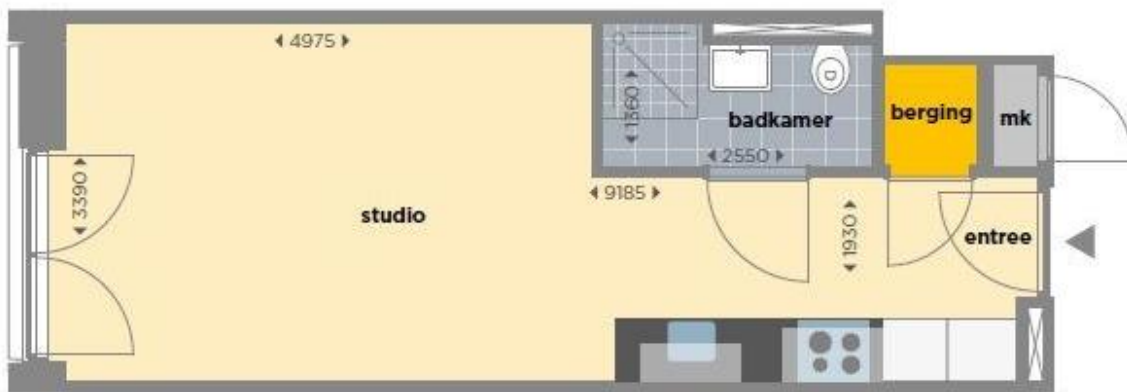 4975
1360
badkamer
2550
berging
mk
3390
studio
9185
1930
entree